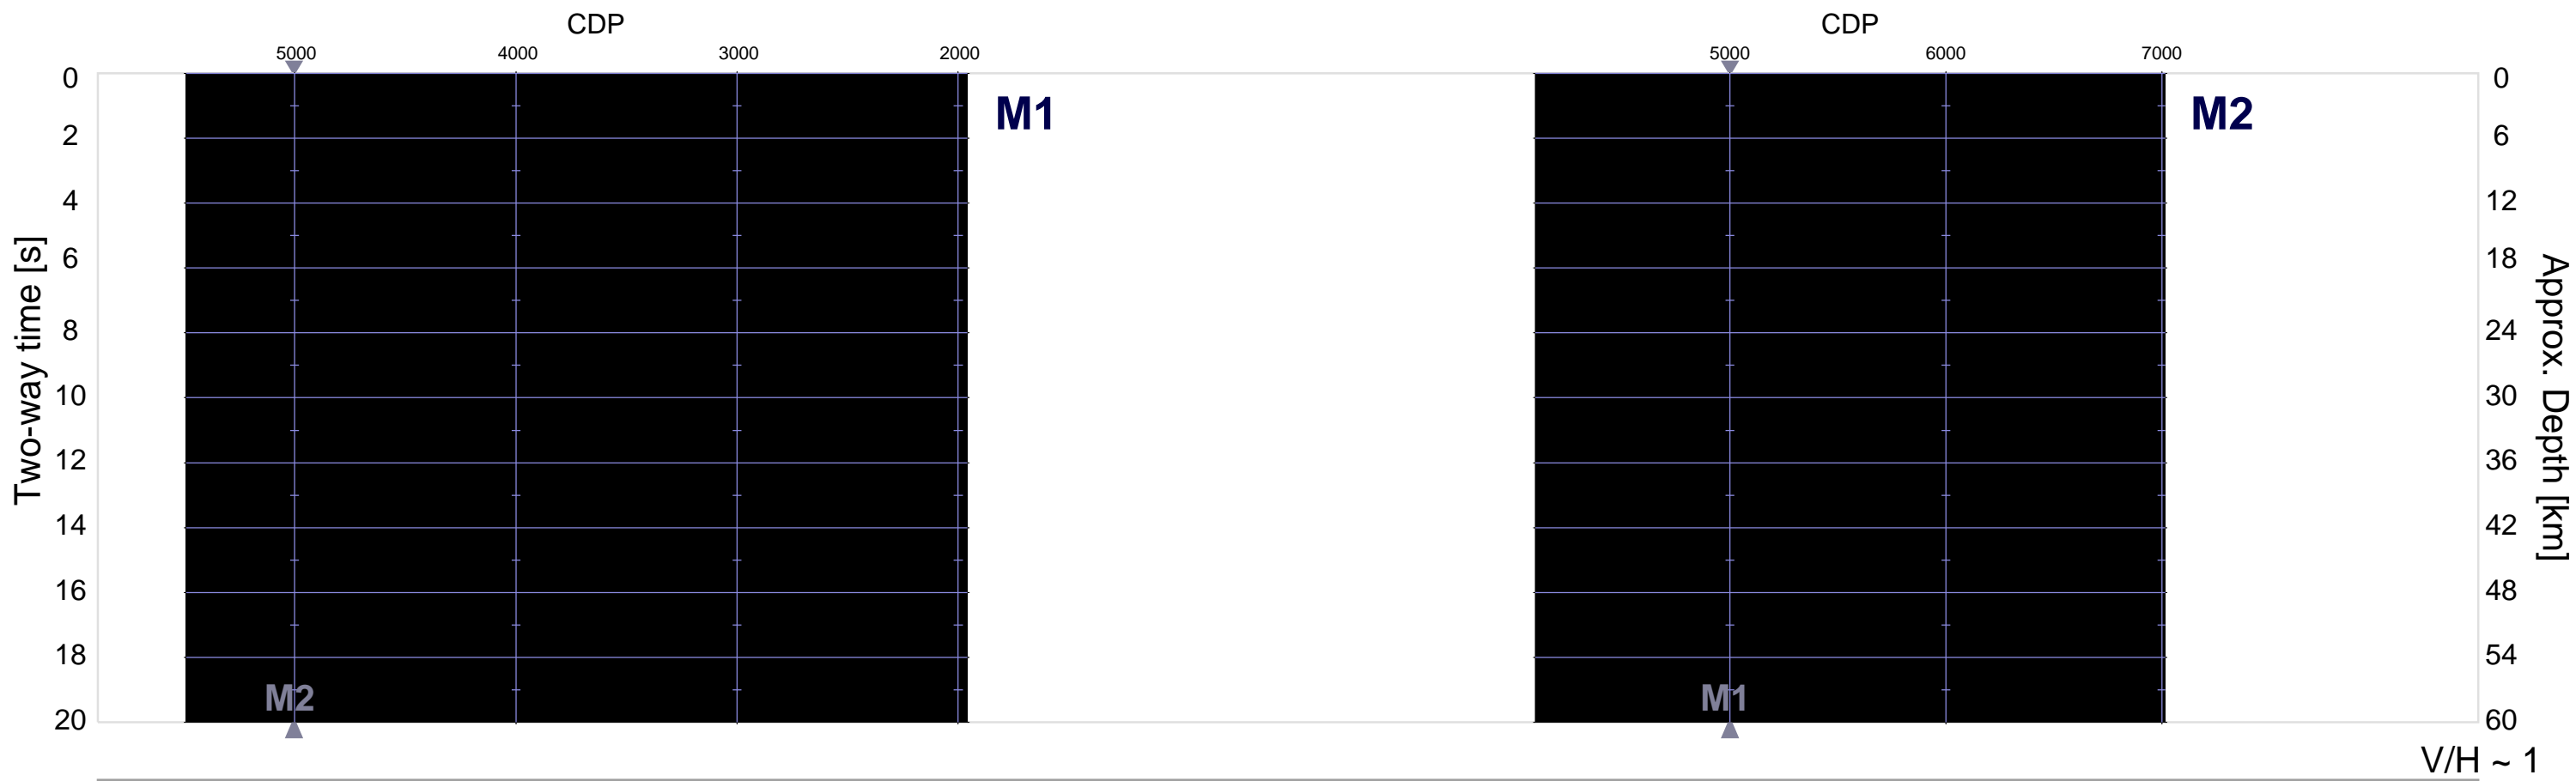 CDP CDP
5000 4000 3000 2000 5000 6000 7000
0 0
M1 M2
2 6
4 12
6 18
8 24
10 30
12 36
14 42
16 48
18 54
M2 M1
20 60
Two-way time [s]
Approx. Depth [km]
V/H ~ 1